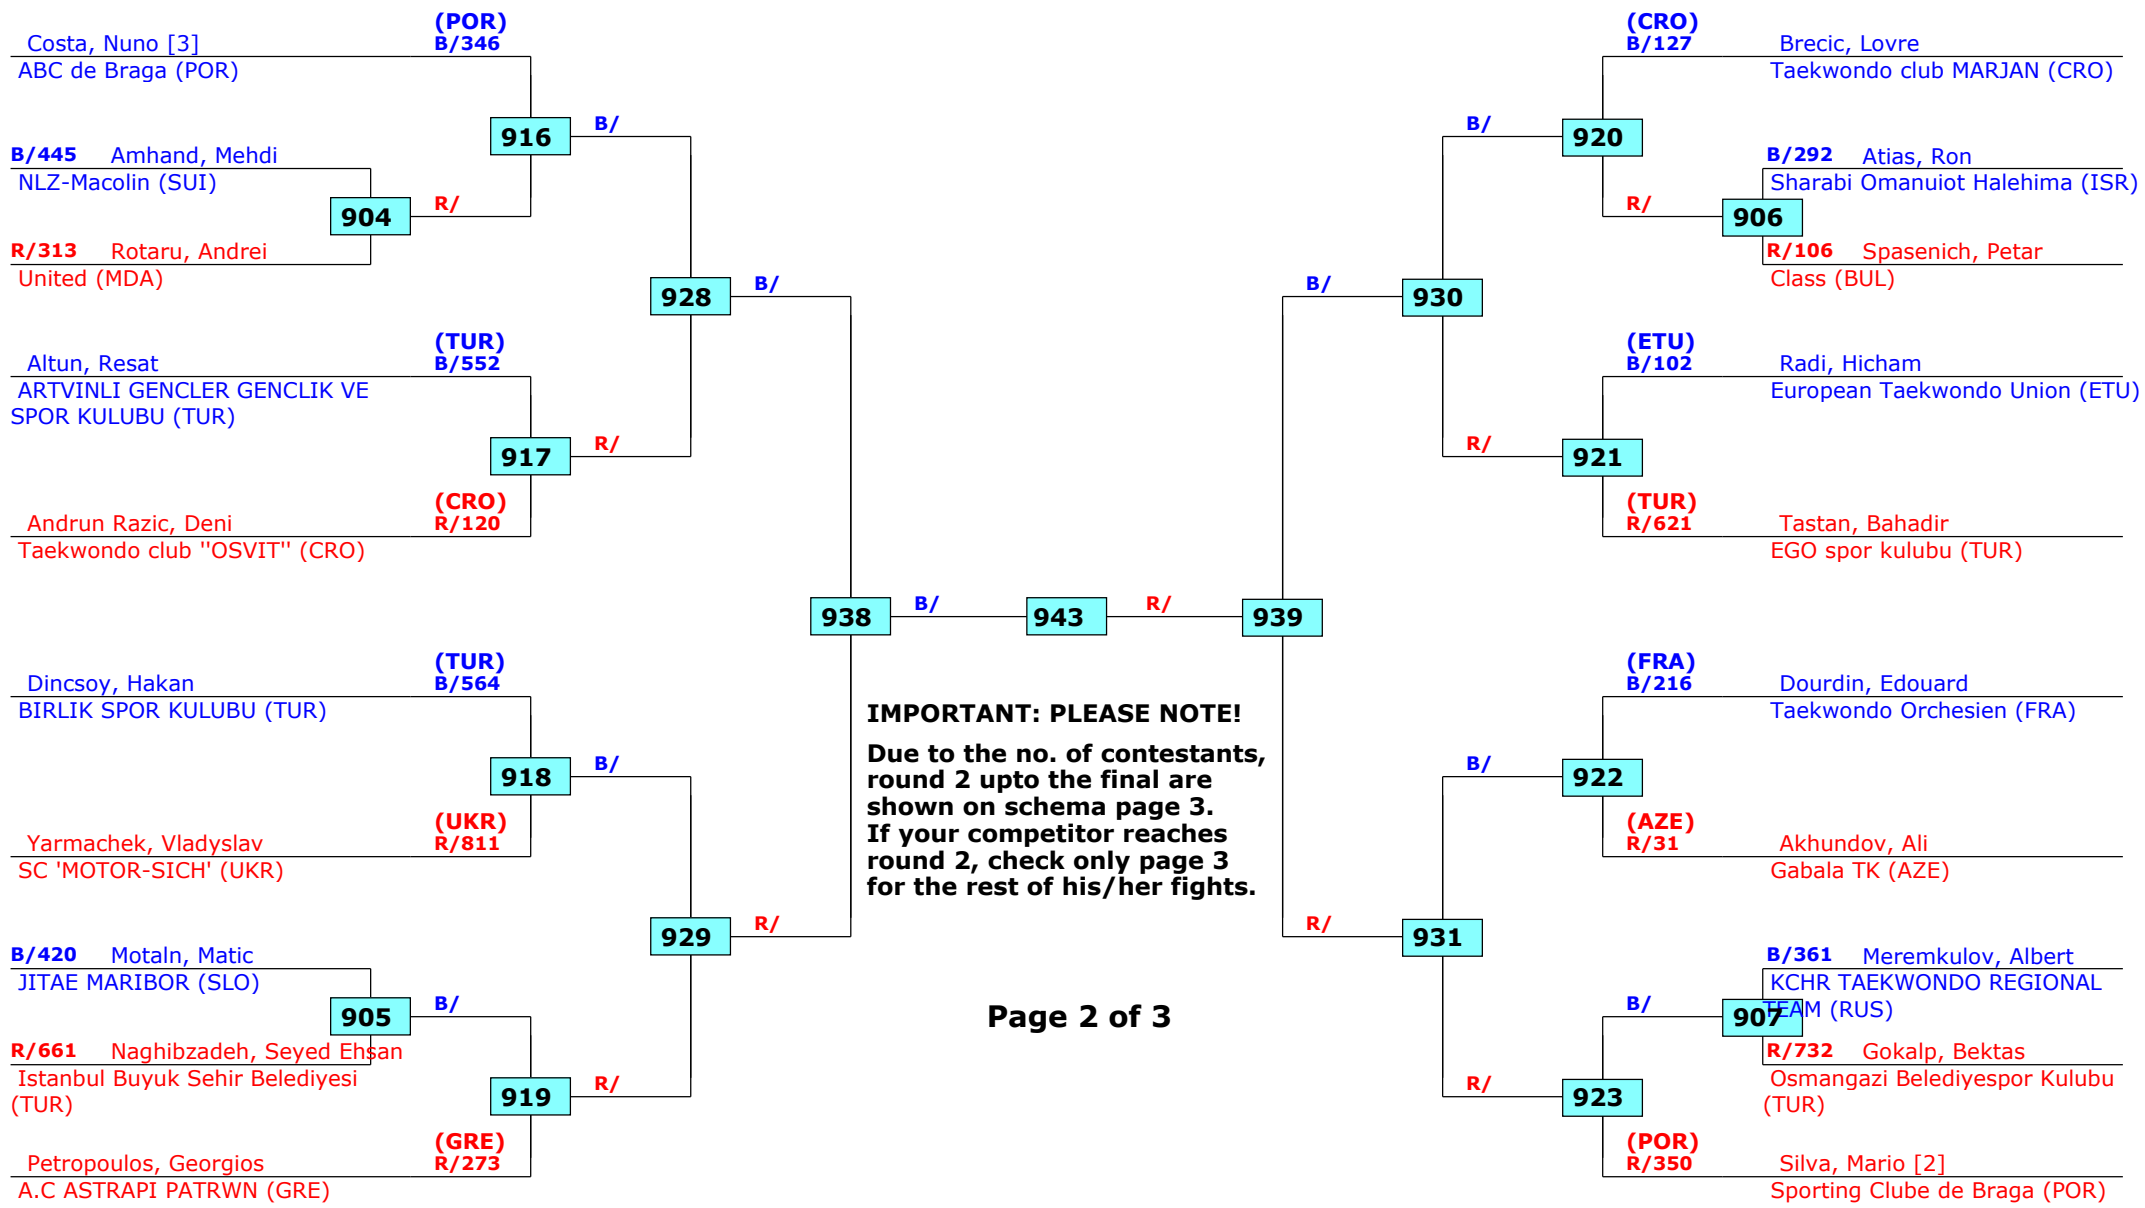 (POR)
Costa, Nuno [3] B/346
ABC de Braga (POR)
916
B/
B/445 Amhand, Mehdi
NLZ-Macolin (SUI)
904
R/
R/313 Rotaru, Andrei
United (MDA)
928
B/
(TUR)
Altun, Resat B/552
ARTVINLI GENCLER GENCLIK VE
SPOR KULUBU (TUR)
917
R/
(CRO)
Andrun Razic, Deni R/120
Taekwondo club ''OSVIT'' (CRO)
938
B/
943
R/
939
(TUR)
Dincsoy, Hakan B/564
BIRLIK SPOR KULUBU (TUR)
918
B/
(UKR)
Yarmachek, Vladyslav R/811
SC 'MOTOR-SICH' (UKR)
929
R/
B/420 Motaln, Matic
JITAE MARIBOR (SLO)
905
B/
R/661 Naghibzadeh, Seyed Ehsan
Istanbul Buyuk Sehir Belediyesi
(TUR)
919
R/
(GRE)
Petropoulos, Georgios R/273
A.C ASTRAPI PATRWN (GRE)
IMPORTANT: PLEASE NOTE!
Due to the no. of contestants,
round 2 upto the final are
shown on schema page 3.
If your competitor reaches
round 2, check only page 3
for the rest of his/her fights.
Page 2 of 3
(CRO)
B/127 Brecic, Lovre
Taekwondo club MARJAN (CRO)
B/
920
B/292 Atias, Ron
Sharabi Omanuiot Halehima (ISR)
R/
906
R/106 Spasenich, Petar
Class (BUL)
B/
930
(ETU)
B/102 Radi, Hicham
European Taekwondo Union (ETU)
R/
921
(TUR)
R/621 Tastan, Bahadir
EGO spor kulubu (TUR)
(FRA)
B/216 Dourdin, Edouard
Taekwondo Orchesien (FRA)
B/
922
(AZE)
R/31 Akhundov, Ali
Gabala TK (AZE)
R/
931
B/361 Meremkulov, Albert
KCHR TAEKWONDO REGIONAL
TEAM (RUS)
B/
907
R/732 Gokalp, Bektas
Osmangazi Belediyespor Kulubu
(TUR)
R/
923
(POR)
R/350 Silva, Mario [2]
Sporting Clube de Braga (POR)